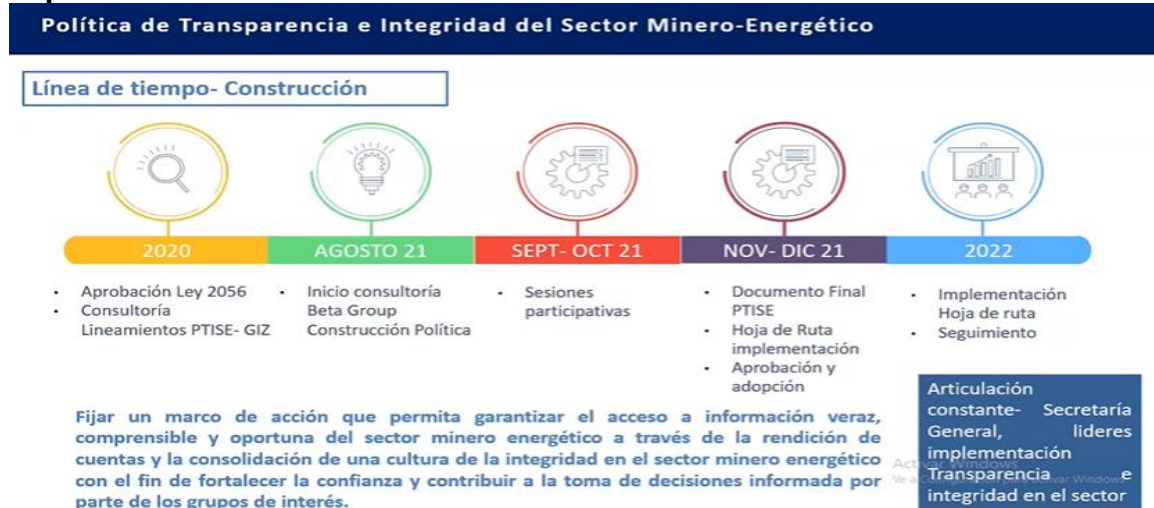 Política de Transparencia e Integridad del Sector Minero-Energético
Línea de tiempo- Construcción
2020
AGOSTO 21
SEPT- OCT 21
NOV- DIC 21
2022
• Aprobación Ley 2056
• Consultoría
Lineamientos PTISE- GIZ
• Inicio consultoría
Beta Group
Construcción Política
• Sesiones
participativas
• Documento Final
PTISE
• Hoja de Ruta
implementación
• Aprobación y
adopción
• Implementación
Hoja de ruta
• Seguimiento
Fijar un marco de acción que permita garantizar el acceso a información veraz,
comprensible y oportuna del sector minero energético a través de la rendición de
cuentas y la consolidación de una cultura de la integridad en el sector minero energético
con el fin de fortalecer la confianza y contribuir a la toma de decisiones informada por
parte de los grupos de interés.
Articulación
constante- Secretaría
General, lideres
implementación
Transparencia e
integridad en el sector
Activar Windows